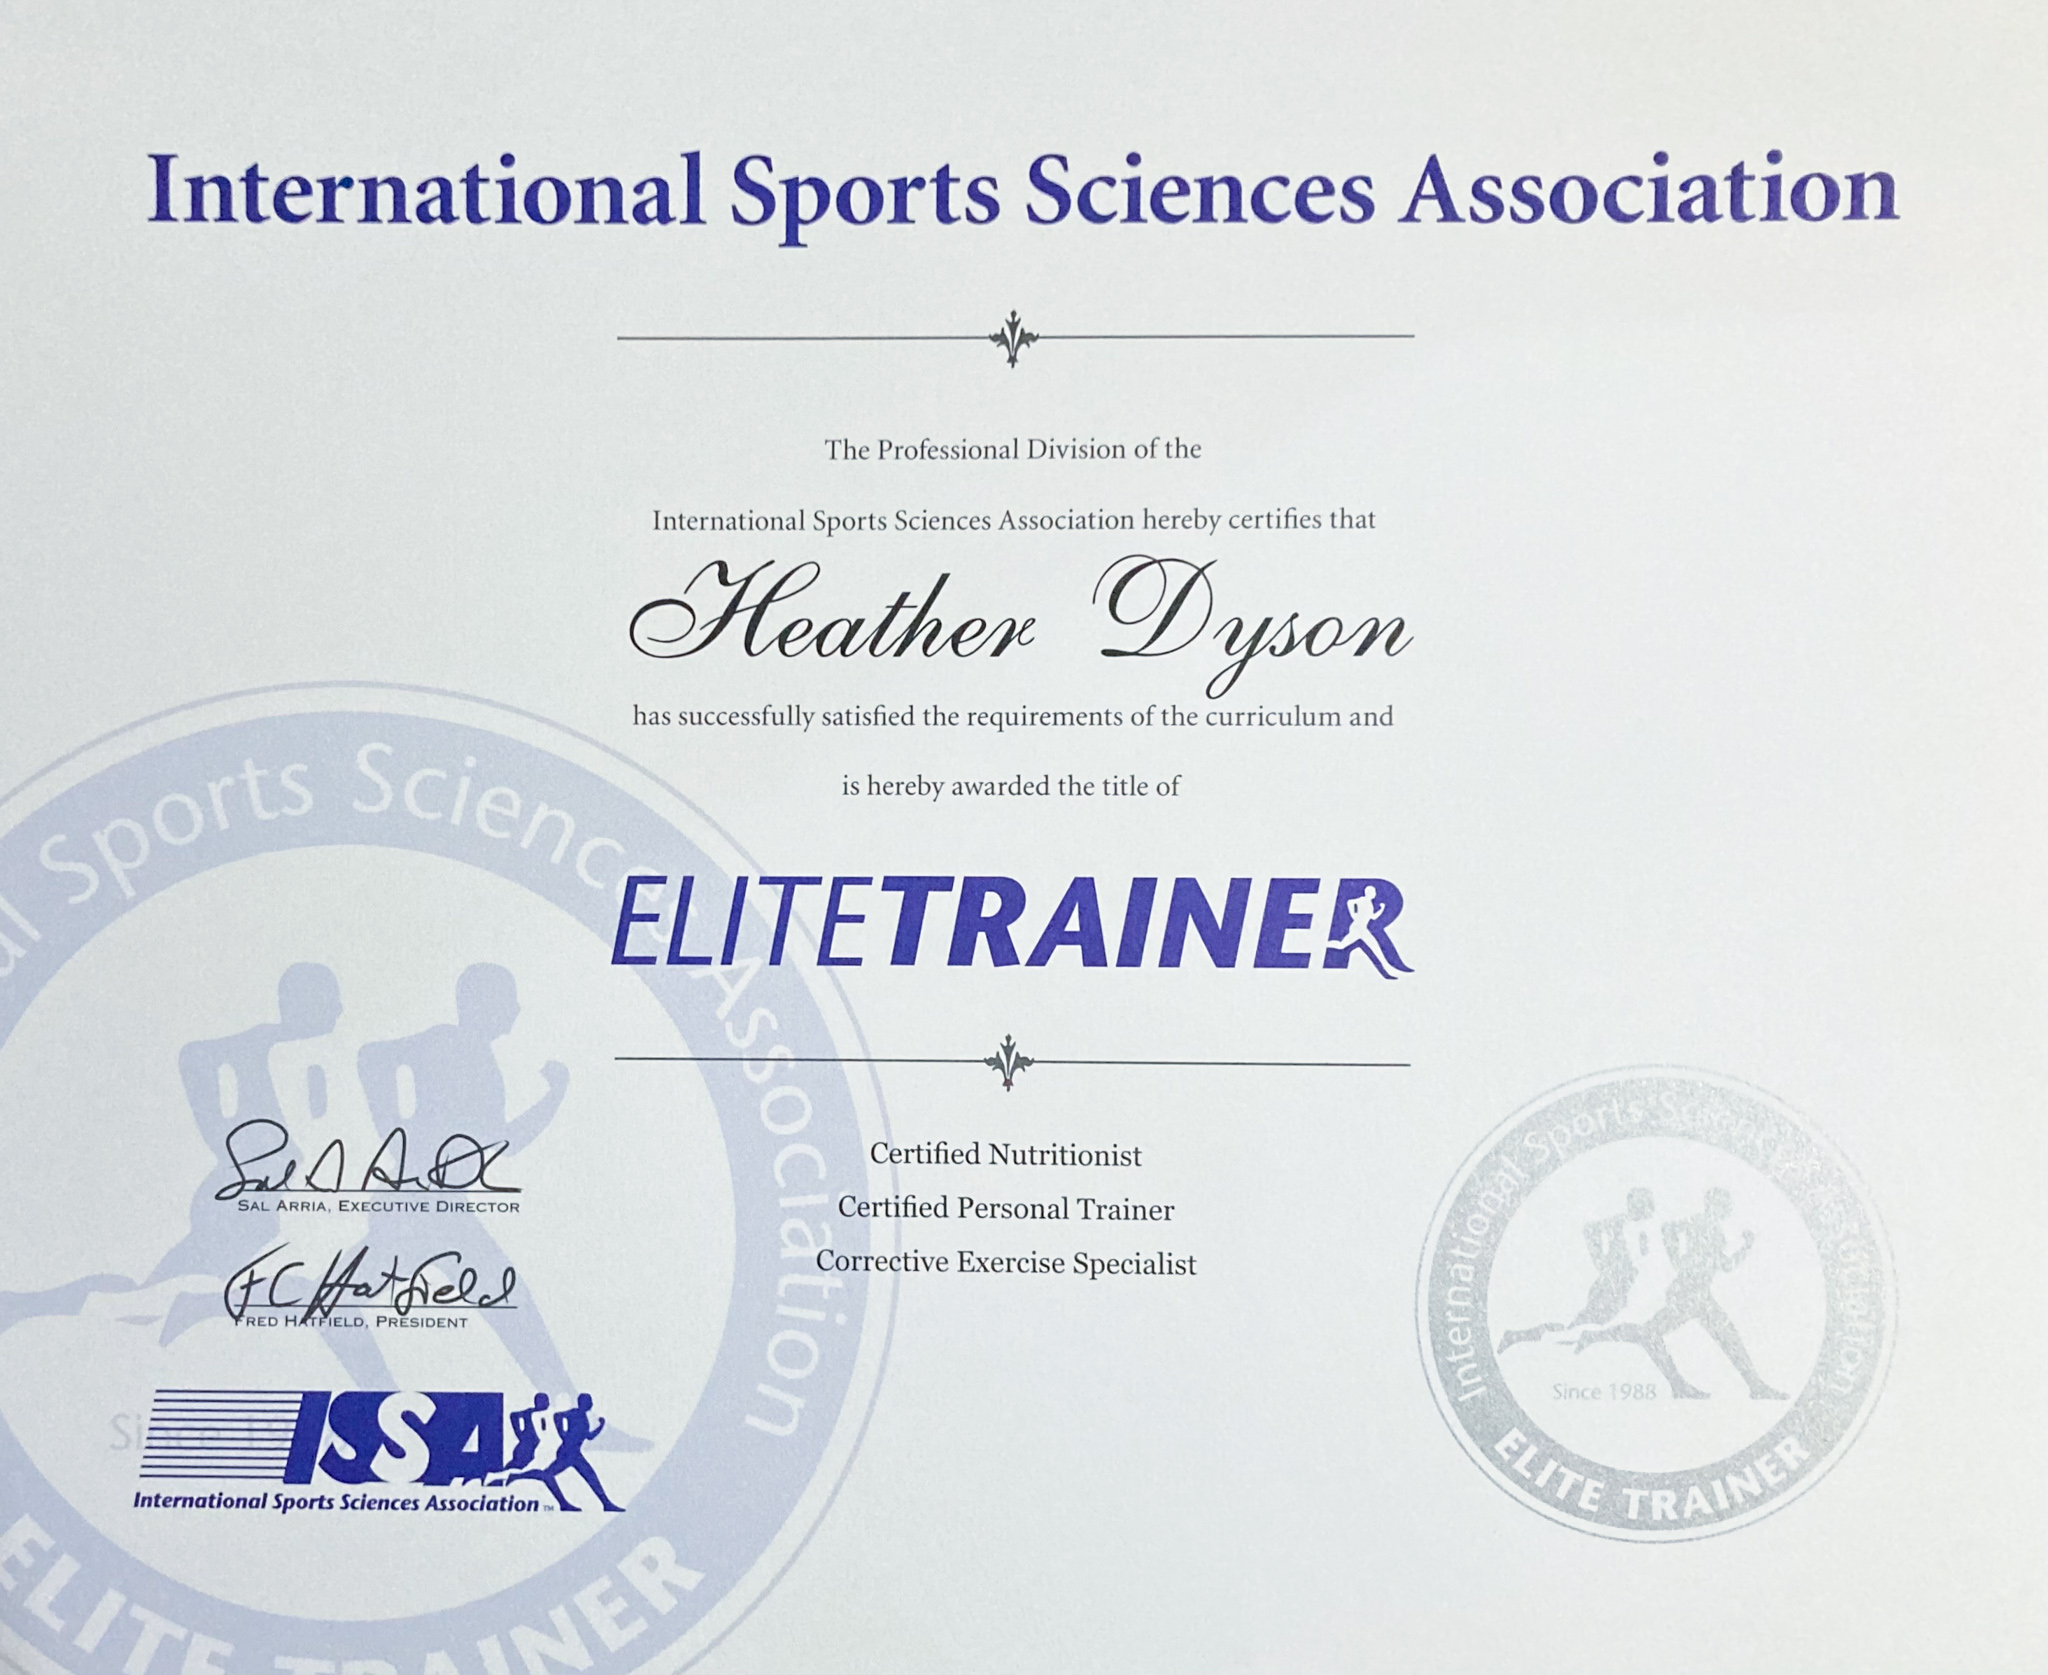 International Sports Sciences Association
The Professional Division of the
International Sports Sciences Association hereby certifies that
Heather Dyson
has successfully satisfied the requirements of the curriculum and
is hereby awarded the title of
ELITETRAINER
Certified Nutritionist
Certified Personal Trainer
Corrective Exercise Specialist
Sal Arria
SAL ARRIA, EXECUTIVE DIRECTOR
FC Hatfield
FRED HATFIELD, PRESIDENT
ISSA
International Sports Sciences Association™
al Sports Sciences Association
ELITE TRAINER
International Sports Sciences Association
Since 1988
ELITE TRAINER